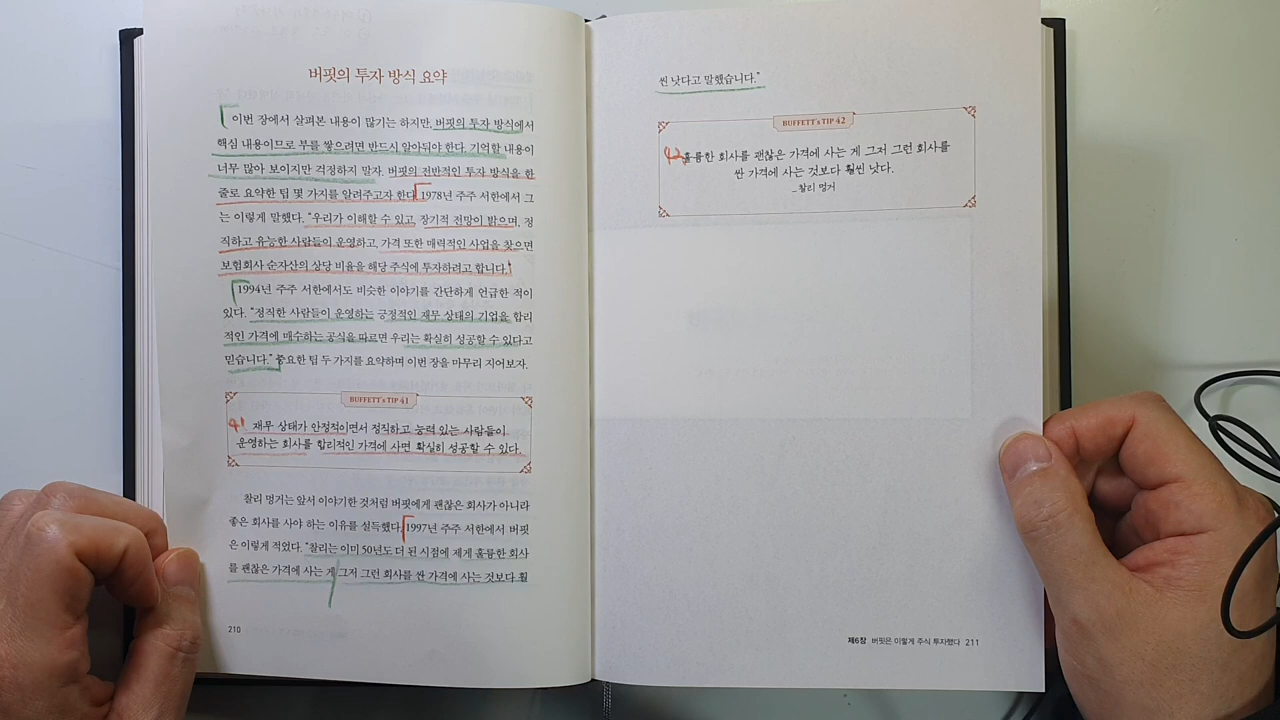 버핏의 투자 방식 요약
이번 장에서 살펴본 내용이 많기는 하지만, 버핏의 투자 방식에서
핵심 내용이므로 부를 쌓으려면 반드시 알아둬야 한다. 기억할 내용이
너무 많아 보이지만 걱정하지 말자. 버핏의 전반적인 투자 방식을 한
줄로 요약한 팁 몇 가지를 알려주고자 한다. 1978년 주주 서한에서 그
는 이렇게 말했다. “우리가 이해할 수 있고, 장기적 전망이 밝으며, 정
직하고 유능한 사람들이 운영하고, 가격 또한 매력적인 사업을 찾으면
보험회사 순자산의 상당 비율을 해당 주식에 투자하려고 합니다.”
1994년 주주 서한에서도 비슷한 이야기를 간단하게 언급한 적이
있다. “정직한 사람들이 운영하는 긍정적인 재무 상태의 기업을 합리
적인 가격에 매수하는 공식을 따르면 우리는 확실히 성공할 수 있다고
믿습니다.” 중요한 팁 두 가지를 요약하며 이번 장을 마무리 지어보자.
BUFFETT's TIP 41
41 재무 상태가 안정적이면서 정직하고 능력 있는 사람들이
운영하는 회사를 합리적인 가격에 사면 확실히 성공할 수 있다.
찰리 멍거는 앞서 이야기한 것처럼 버핏에게 괜찮은 회사가 아니라
좋은 회사를 사야 하는 이유를 설득했다. 1997년 주주 서한에서 버핏
은 이렇게 적었다. “찰리는 이미 50년도 더 된 시점에 제게 훌륭한 회사
를 괜찮은 가격에 사는 게 그저 그런 회사를 싼 가격에 사는 것보다 훨
210
씬 낫다고 말했습니다.”
BUFFETT's TIP 42
42 훌륭한 회사를 괜찮은 가격에 사는 게 그저 그런 회사를
싼 가격에 사는 것보다 훨씬 낫다.
_찰리 멍거
제6장 버핏은 이렇게 주식 투자했다 211